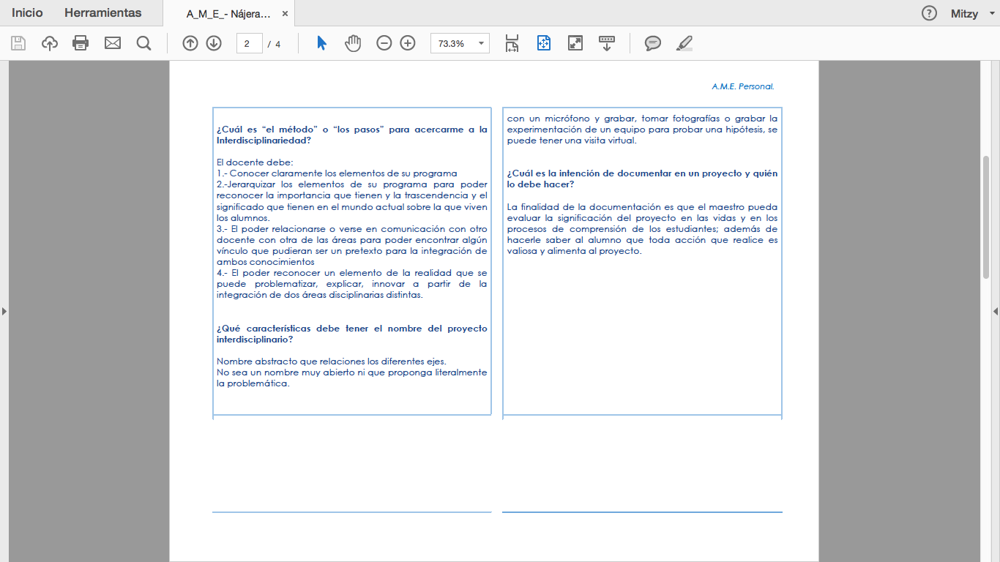 Inicio Herramientas A_M_E_- Nájera... × ? Mitzy
2 / 4 73.3%
A.M.E. Personal.
¿Cuál es “el método” o “los pasos” para acercarme a la
Interdisciplinariedad?
El docente debe:
1.- Conocer claramente los elementos de su programa
2.-Jerarquizar los elementos de su programa para poder
reconocer la importancia que tienen y la trascendencia y el
significado que tienen en el mundo actual sobre la que viven
los alumnos.
3.- El poder relacionarse o verse en comunicación con otro
docente con otra de las áreas para poder encontrar algún
vínculo que pudieran ser un pretexto para la integración de
ambos conocimientos
4.- El poder reconocer un elemento de la realidad que se
puede problematizar, explicar, innovar a partir de la
integración de dos áreas disciplinarias distintas.
¿Qué características debe tener el nombre del proyecto
interdisciplinario?
Nombre abstracto que relaciones los diferentes ejes.
No sea un nombre muy abierto ni que proponga literalmente
la problemática.
con un micrófono y grabar, tomar fotografías o grabar la
experimentación de un equipo para probar una hipótesis, se
puede tener una visita virtual.
¿Cuál es la intención de documentar en un proyecto y quién
lo debe hacer?
La finalidad de la documentación es que el maestro pueda
evaluar la significación del proyecto en las vidas y en los
procesos de comprensión de los estudiantes; además de
hacerle saber al alumno que toda acción que realice es
valiosa y alimenta al proyecto.